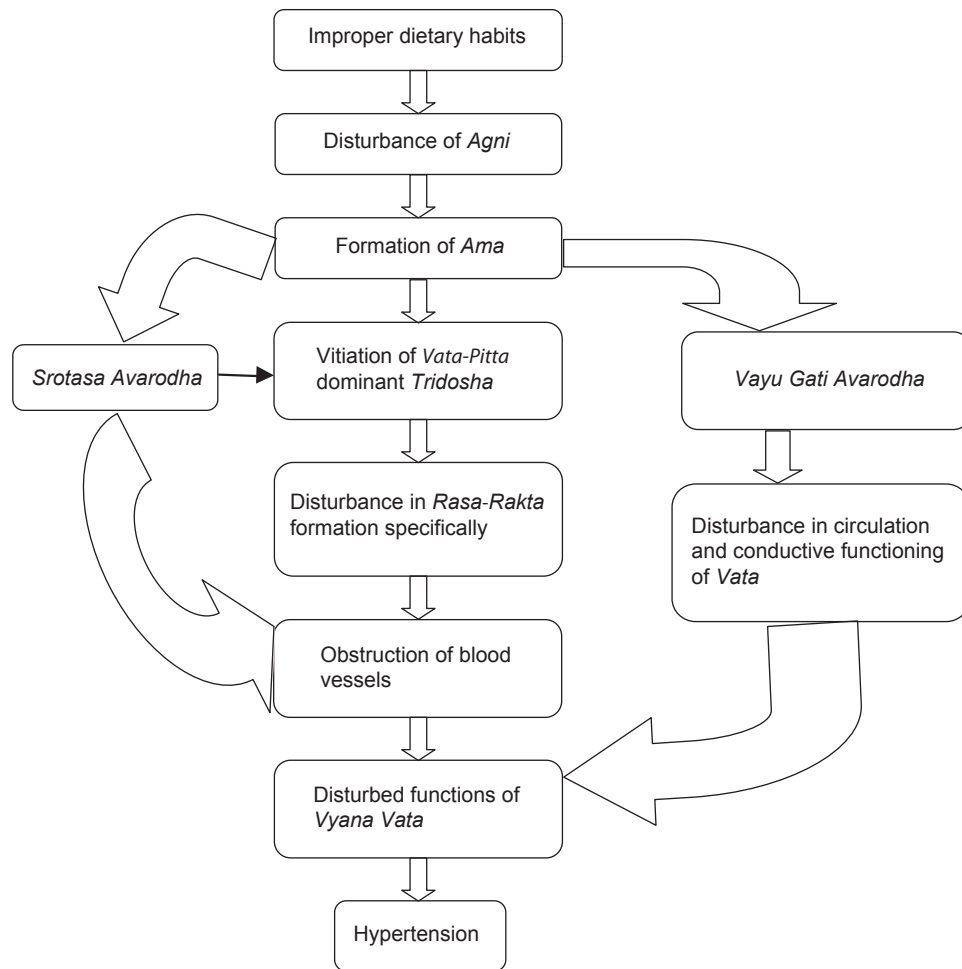 Improper dietary habits
Disturbance of Agni
Formation of Ama
Srotasa Avarodha
Vitiation of Vata-Pitta
dominant Tridosha
Vayu Gati Avarodha
Disturbance in Rasa-Rakta
formation specifically
Disturbance in circulation
and conductive functioning
of Vata
Obstruction of blood
vessels
Disturbed functions of
Vyana Vata
Hypertension